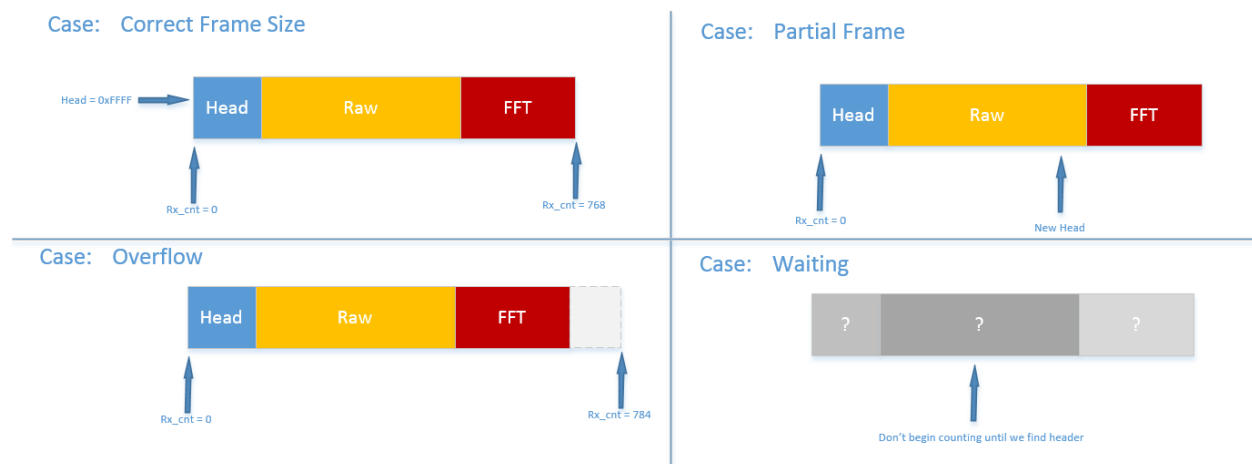 Case: Correct Frame Size
Head = 0xFFFF
Head Raw FFT
Rx_cnt = 0
Rx_cnt = 768
Case: Partial Frame
Head Raw FFT
Rx_cnt = 0
New Head
Case: Overflow
Head Raw FFT
Rx_cnt = 0
Rx_cnt = 784
Case: Waiting
? ? ?
Don't begin counting until we find header